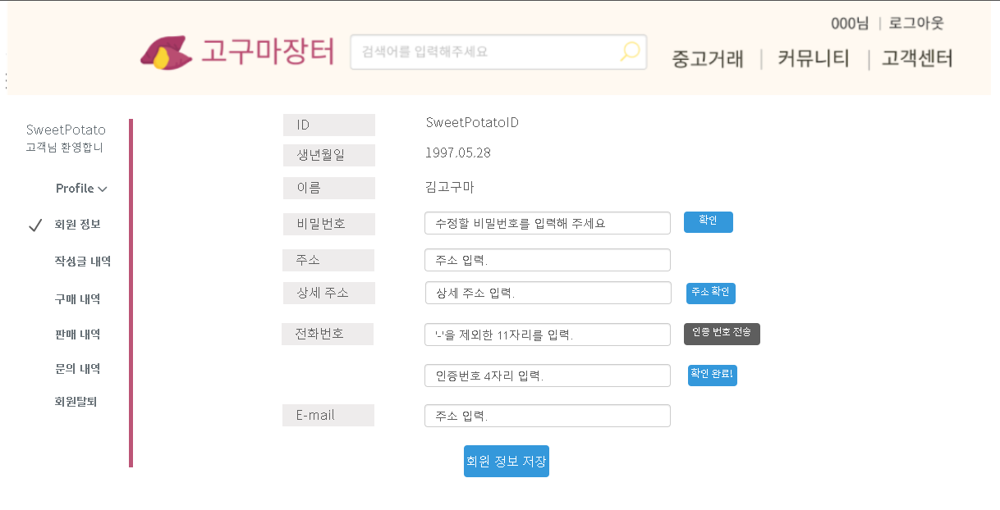 000님 | 로그아웃
고구마장터
검색어를 입력해주세요
중고거래 | 커뮤니티 | 고객센터
SweetPotato
고객님 환영합니
Profile
회원 정보
작성글 내역
구매 내역
판매 내역
문의 내역
회원탈퇴
ID SweetPotatoID
생년월일 1997.05.28
이름 김고구마
비밀번호 수정할 비밀번호를 입력해 주세요 확인
주소 주소 입력.
상세 주소 상세 주소 입력. 주소 확인
전화번호 '-'을 제외한 11자리를 입력. 인증 번호 전송
인증번호 4자리 입력. 확인 완료!
E-mail 주소 입력.
회원 정보 저장